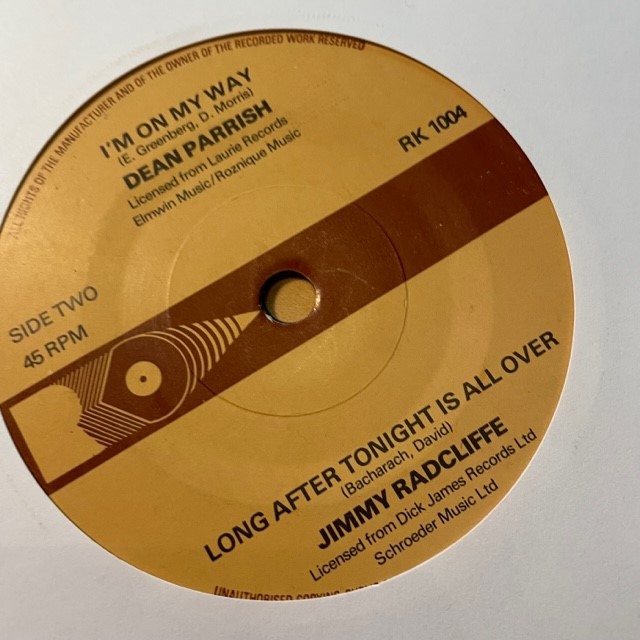 ALL RIGHTS OF THE MANUFACTURER AND OF THE OWNER OF THE RECORDED WORK RESERVED
I'M ON MY WAY
(E. Greenberg, D. Morris)
DEAN PARRISH
Licensed from Laurie Records
Elmwin Music/Roznique Music
RK 1004
SIDE TWO
45 RPM
LONG AFTER TONIGHT IS ALL OVER
(Bacharach, David)
JIMMY RADCLIFFE
Licensed from Dick James Records Ltd
Schroeder Music Ltd
UNAUTHORISED COPYING